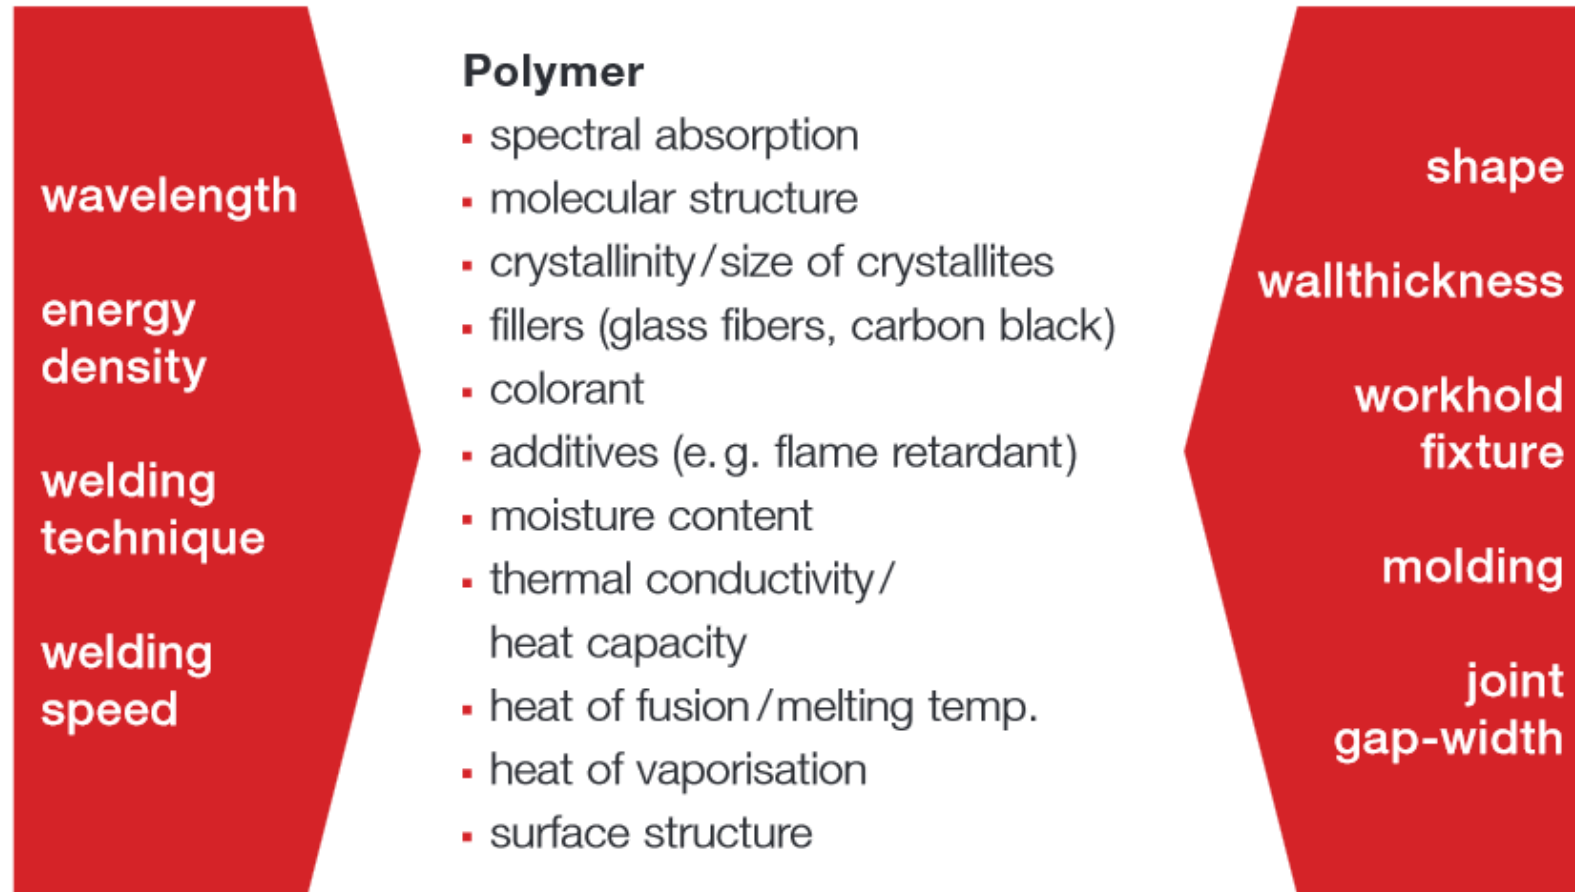 wavelength
energy
density
welding
technique
welding
speed
Polymer
▪ spectral absorption
▪ molecular structure
▪ crystallinity/size of crystallites
▪ fillers (glass fibers, carbon black)
▪ colorant
▪ additives (e. g. flame retardant)
▪ moisture content
▪ thermal conductivity/
heat capacity
▪ heat of fusion/melting temp.
▪ heat of vaporisation
▪ surface structure
shape
wallthickness
workhold
fixture
molding
joint
gap-width